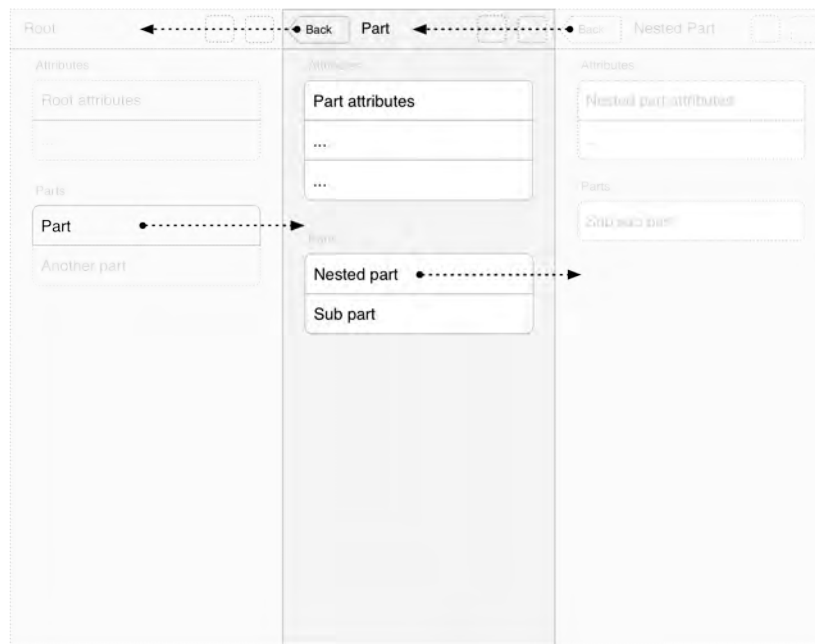 Root
Attributes
Root attributes
...
Parts
Part
Another part
Back Part
Attributes
Part attributes
...
...
Parts
Nested part
Sub part
Back Nested Part
Attributes
Nested part attributes
...
Parts
Sub sub part